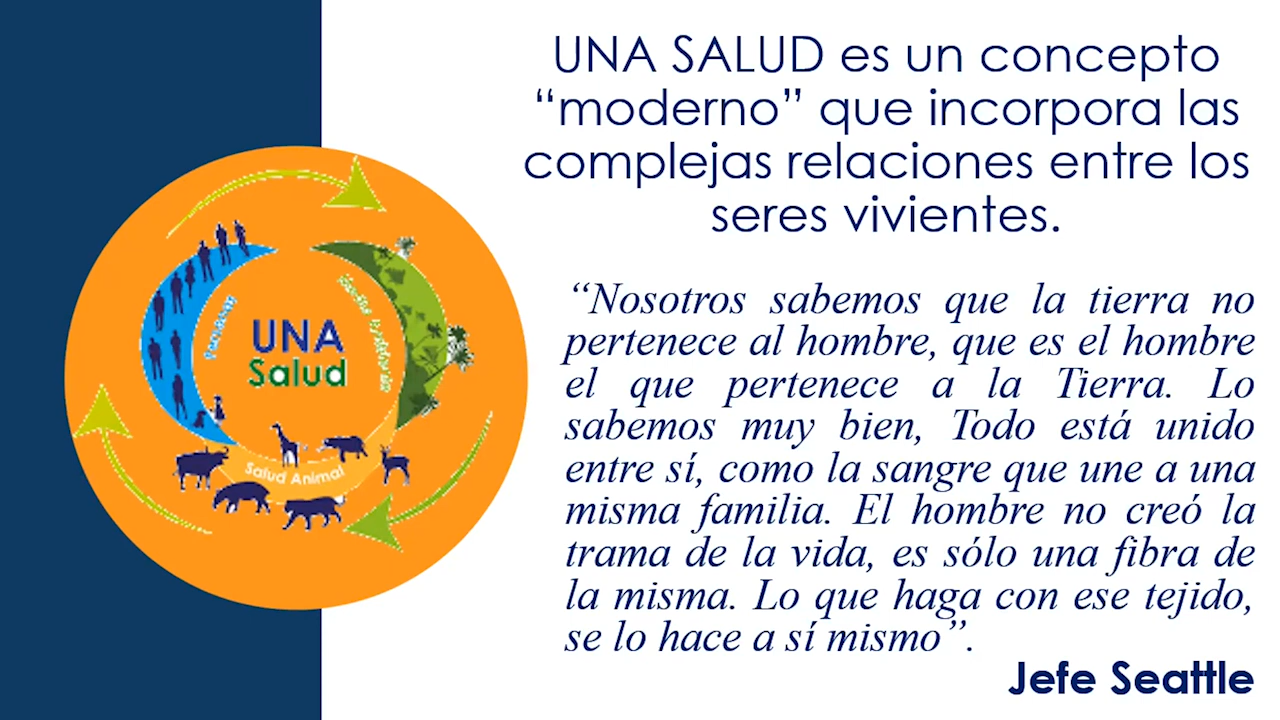 UNA SALUD es un concepto
“moderno” que incorpora las
complejas relaciones entre los
seres vivientes.
UNA
Salud
Salud Animal
“Nosotros sabemos que la tierra no
pertenece al hombre, que es el hombre
el que pertenece a la Tierra. Lo
sabemos muy bien, Todo está unido
entre sí, como la sangre que une a una
misma familia. El hombre no creó la
trama de la vida, es sólo una fibra de
la misma. Lo que haga con ese tejido,
se lo hace a sí mismo”.
Jefe Seattle